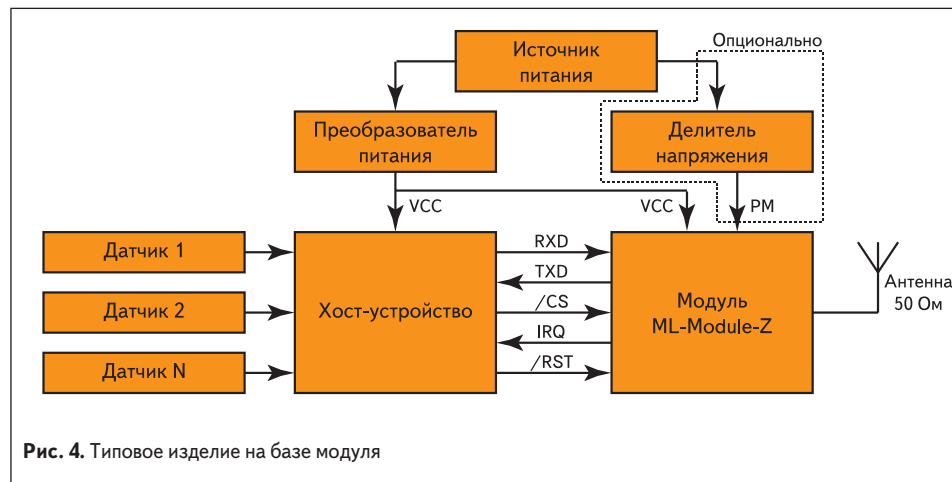 Опционально
Источник
питания
Преобразователь
питания
Делитель
напряжения
VCC
VCC
PM
Датчик 1
Датчик 2
Датчик N
Хост-устройство
RXD
TXD
/CS
IRQ
/RST
Модуль
ML-Module-Z
Антенна
50 Ом
Рис. 4. Типовое изделие на базе модуля